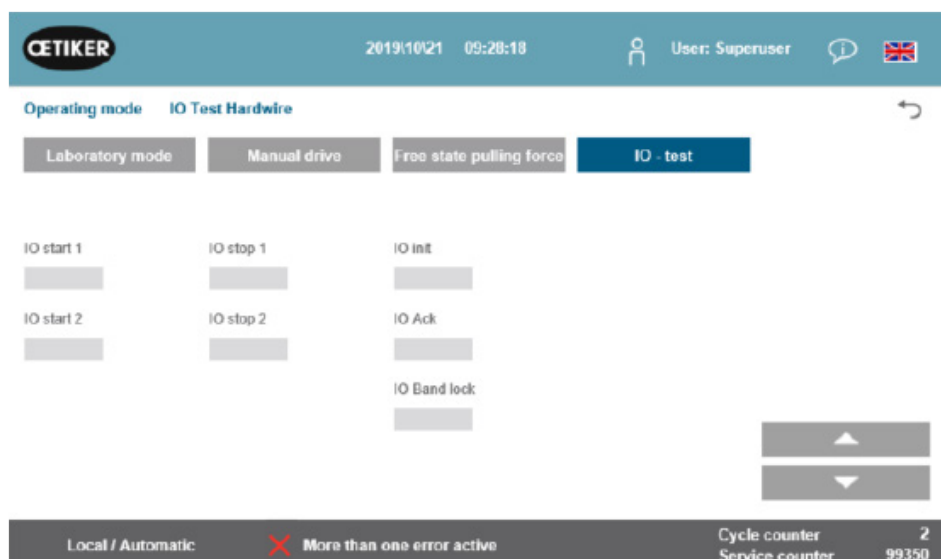 OETIKER 2019\10\21 09:28:18 User: Superuser
Operating mode IO Test Hardwire
Laboratory mode Manual drive Free state pulling force IO - test
IO start 1 IO stop 1 IO init
IO start 2 IO stop 2 IO Ack
IO Band lock
Local / Automatic More than one error active Cycle counter 2
Service counter 99350